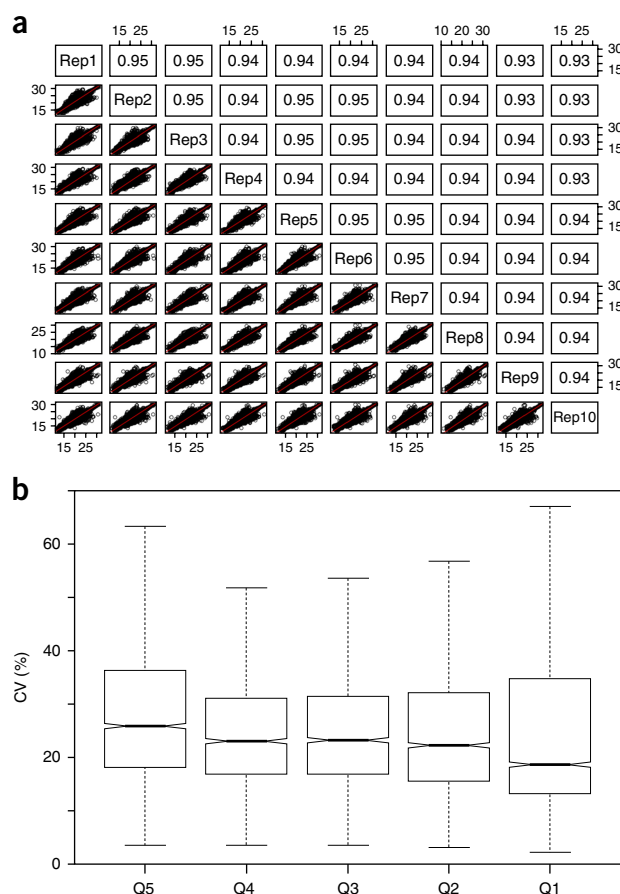 a
15 25 15 25 15 25 10 20 30 15 25
Rep1 0.95 0.95 0.94 0.94 0.94 0.94 0.94 0.93 0.93 30 15
30 15 Rep2 0.95 0.94 0.95 0.95 0.94 0.94 0.93 0.93
Rep3 0.94 0.95 0.95 0.94 0.94 0.94 0.93 30 15
30 15 Rep4 0.94 0.94 0.94 0.94 0.94 0.93
Rep5 0.95 0.95 0.94 0.94 0.94 30 15
30 15 Rep6 0.95 0.94 0.94 0.94
Rep7 0.94 0.94 0.94 30 15
25 10 Rep8 0.94 0.94
Rep9 0.94 30 15
30 15 Rep10
15 25 15 25 15 25 15 25 15 25
b
CV (%)
60
40
20
0
Q5 Q4 Q3 Q2 Q1